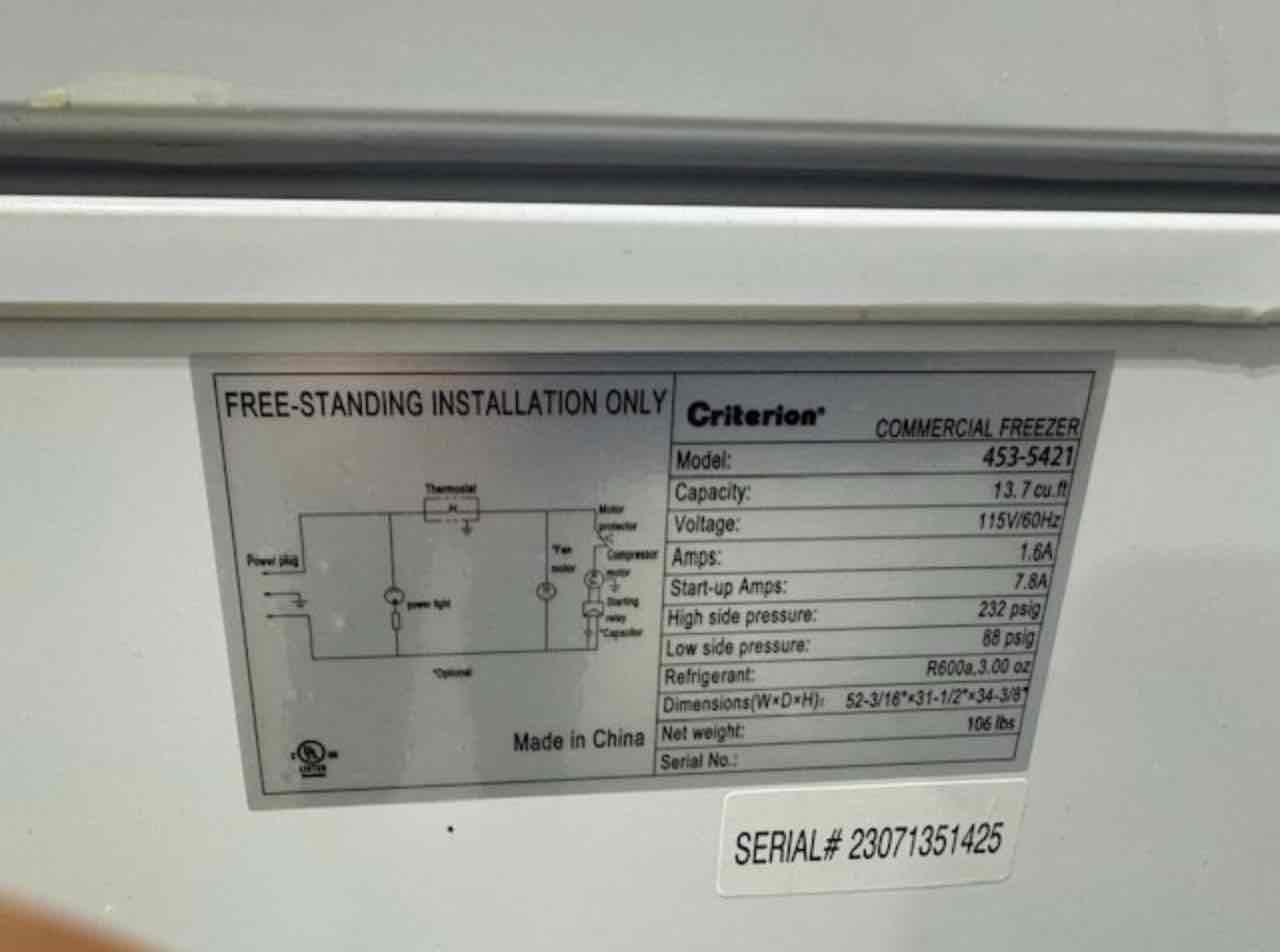 FREE-STANDING INSTALLATION ONLY
Thermostat
Motor
protector
Power plug
*Fan
motor
Compressor
motor
power light
Starting
relay
*Capacitor
*Optional
Made in China
C UL US
LISTED
Criterion®
COMMERCIAL FREEZER
Model: 453-5421
Capacity: 13.7 cu.ft
Voltage: 115V/60Hz
Amps: 1.6A
Start-up Amps: 7.8A
High side pressure: 232 psig
Low side pressure: 88 psig
Refrigerant: R600a,3.00 oz
Dimensions(W×D×H): 52-3/16"×31-1/2"×34-3/8"
Net weight: 106 lbs
Serial No.:
SERIAL# 23071351425